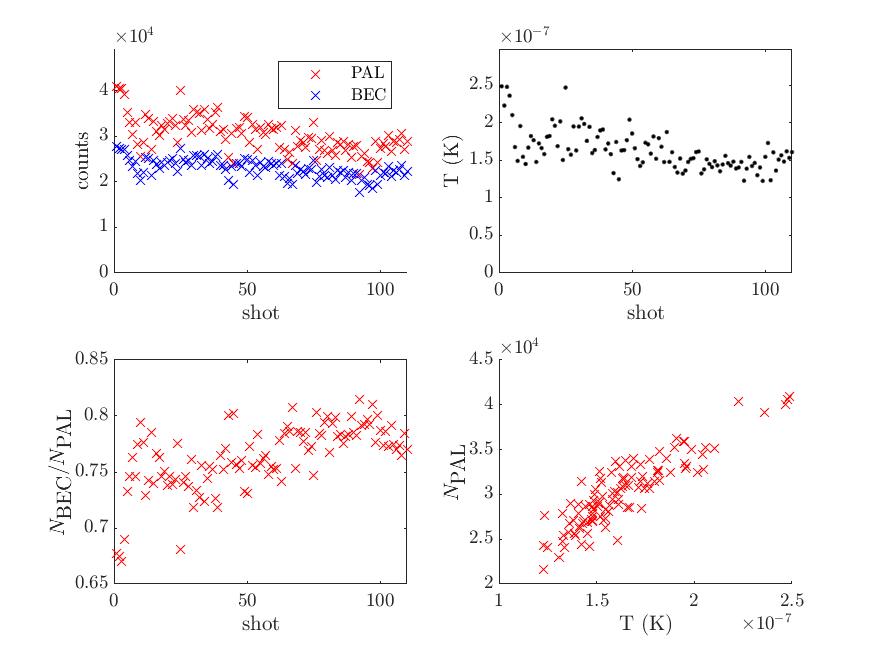 ×10⁴
PAL
BEC
counts
4
3
2
1
0
0 50 100
shot
×10⁻⁷
T (K)
2.5
2
1.5
1
0.5
0
0 50 100
shot
N_BEC/N_PAL
0.85
0.8
0.75
0.7
0.65
0 50 100
shot
×10⁴
N_PAL
4.5
4
3.5
3
2.5
2
1 1.5 2 2.5
T (K)
×10⁻⁷